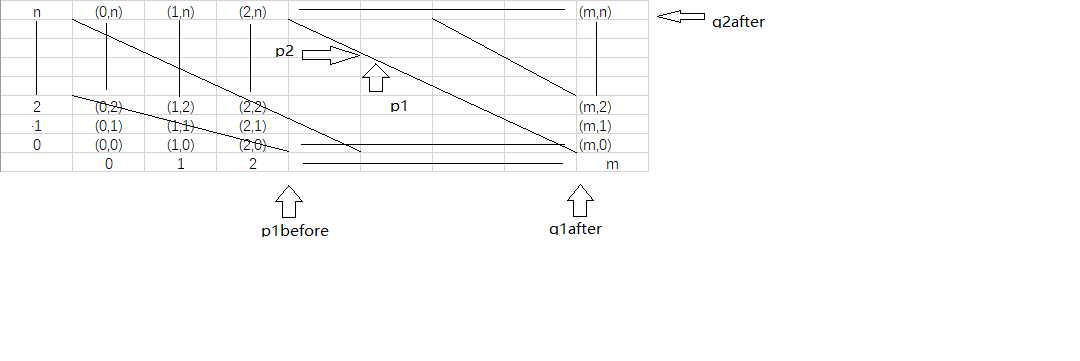 n (0,n) (1,n) (2,n) (m,n) q2after
p2
p1
2 (0,2) (1,2) (2,2) (m,2)
1 (0,1) (1,1) (2,1) (m,1)
0 (0,0) (1,0) (2,0) (m,0)
0 1 2 m
p1before q1after